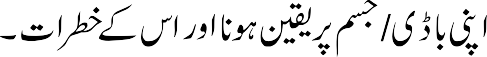 اپنی باڈی/جسم پر یقین ہونا اور اس کے خطرات ۔